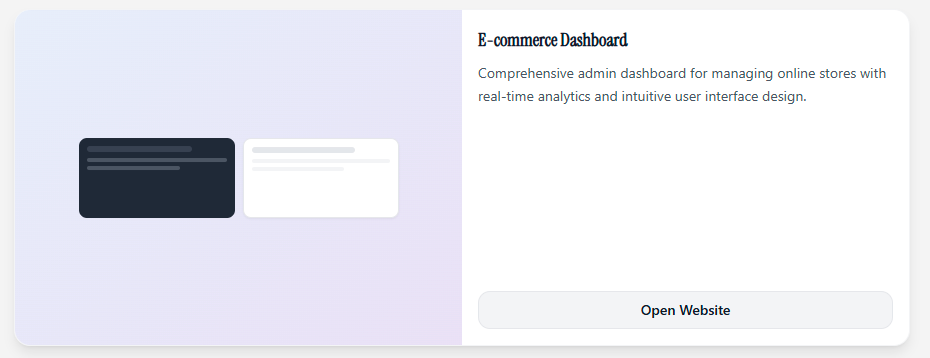 E-commerce Dashboard
Comprehensive admin dashboard for managing online stores with
real-time analytics and intuitive user interface design.
Open Website